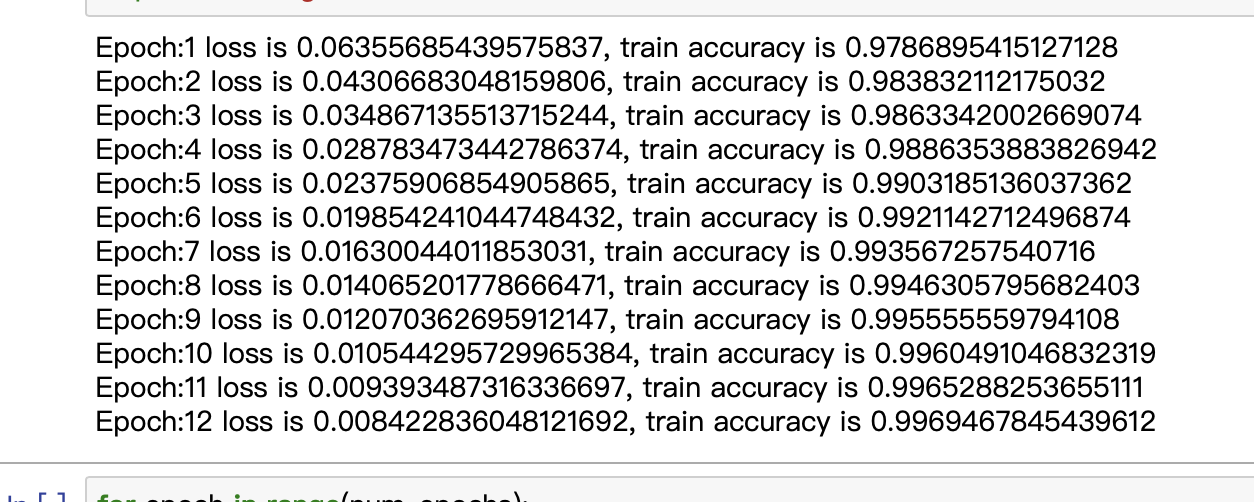 Epoch:1 loss is 0.06355685439575837, train accuracy is 0.9786895415127128
Epoch:2 loss is 0.04306683048159806, train accuracy is 0.983832112175032
Epoch:3 loss is 0.034867135513715244, train accuracy is 0.9863342002669074
Epoch:4 loss is 0.028783473442786374, train accuracy is 0.9886353883826942
Epoch:5 loss is 0.02375906854905865, train accuracy is 0.9903185136037362
Epoch:6 loss is 0.019854241044748432, train accuracy is 0.9921142712496874
Epoch:7 loss is 0.01630044011853031, train accuracy is 0.993567257540716
Epoch:8 loss is 0.014065201778666471, train accuracy is 0.9946305795682403
Epoch:9 loss is 0.012070362695912147, train accuracy is 0.995555559794108
Epoch:10 loss is 0.010544295729965384, train accuracy is 0.9960491046832319
Epoch:11 loss is 0.009393487316336697, train accuracy is 0.9965288253655111
Epoch:12 loss is 0.008422836048121692, train accuracy is 0.9969467845439612
In [ ] for epoch in range(num_epochs):